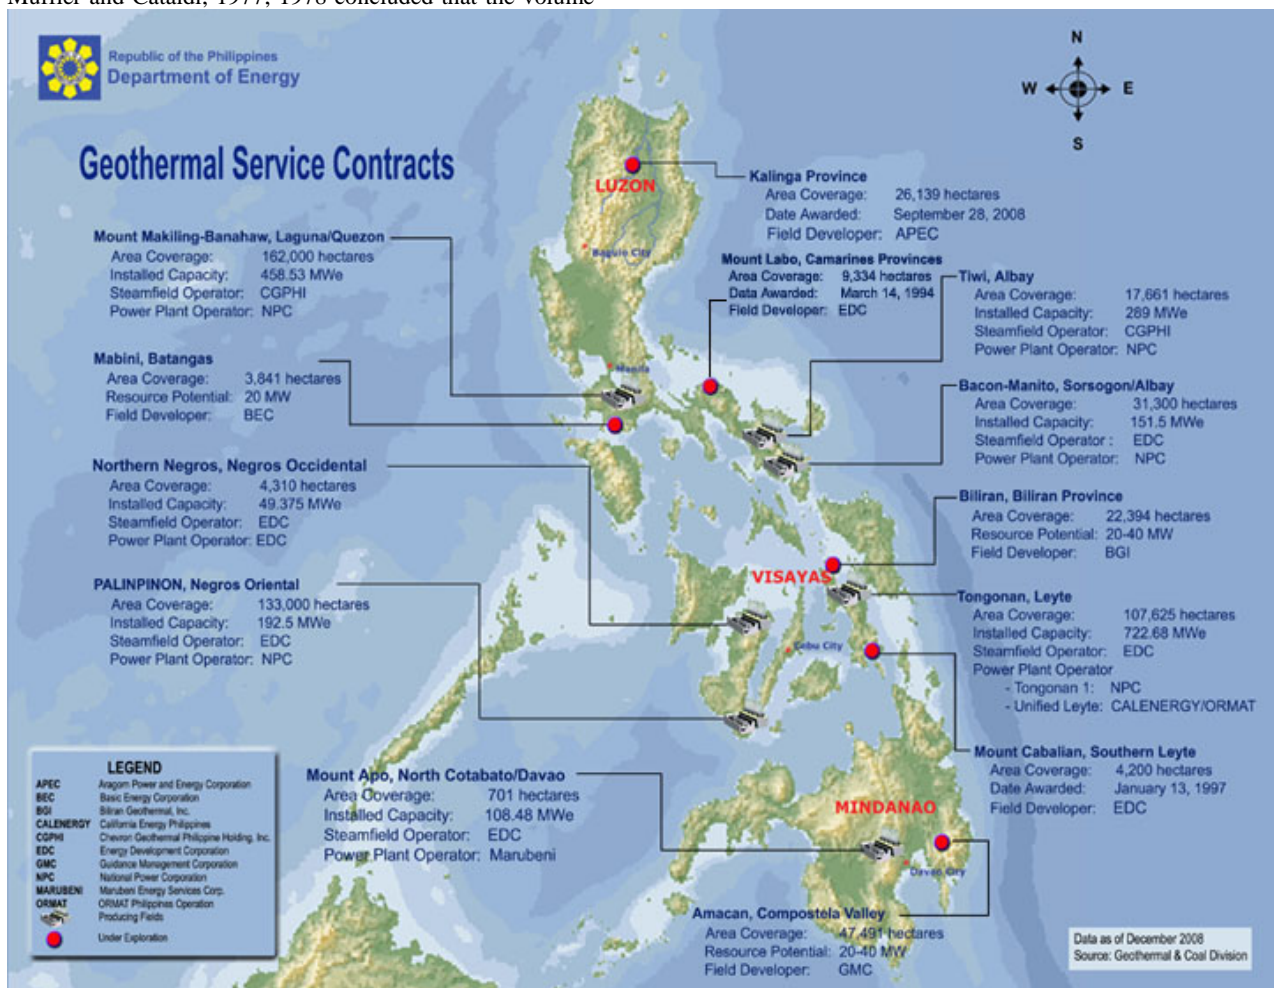 Muffler and Cataldi, 1977, 1978 concluded that the volume
Republic of the Philippines
Department of Energy
Geothermal Service Contracts
N
W E
S
LUZON
Baguio City
Manila
VISAYAS
Cebu City
MINDANAO
Davao City
Kalinga Province
Area Coverage: 26,139 hectares
Date Awarded: September 28, 2008
Field Developer: APEC
Mount Labo, Camarines Provinces
Area Coverage: 9,334 hectares
Data Awarded: March 14, 1994
Field Developer: EDC
Mount Makiling-Banahaw, Laguna/Quezon
Area Coverage: 162,000 hectares
Installed Capacity: 458.53 MWe
Steamfield Operator: CGPHI
Power Plant Operator: NPC
Tiwi, Albay
Area Coverage: 17,661 hectares
Installed Capacity: 289 MWe
Steamfield Operator: CGPHI
Power Plant Operator: NPC
Mabini, Batangas
Area Coverage: 3,841 hectares
Resource Potential: 20 MW
Field Developer: BEC
Bacon-Manito, Sorsogon/Albay
Area Coverage: 31,300 hectares
Installed Capacity: 151.5 MWe
Steamfield Operator : EDC
Power Plant Operator: NPC
Northern Negros, Negros Occidental
Area Coverage: 4,310 hectares
Installed Capacity: 49.375 MWe
Steamfield Operator: EDC
Power Plant Operator: EDC
Biliran, Biliran Province
Area Coverage: 22,394 hectares
Resource Potential: 20-40 MW
Field Developer: BGI
PALINPINON, Negros Oriental
Area Coverage: 133,000 hectares
Installed Capacity: 192.5 MWe
Steamfield Operator: EDC
Power Plant Operator: NPC
Tongonan, Leyte
Area Coverage: 107,625 hectares
Installed Capacity: 722.68 MWe
Steamfield Operator: EDC
Power Plant Operator
- Tongonan 1: NPC
- Unified Leyte: CALENERGY/ORMAT
Mount Cabalian, Southern Leyte
Area Coverage: 4,200 hectares
Date Awarded: January 13, 1997
Field Developer: EDC
Mount Apo, North Cotabato/Davao
Area Coverage: 701 hectares
Installed Capacity: 108.48 MWe
Steamfield Operator: EDC
Power Plant Operator: Marubeni
Amacan, Compostela Valley
Area Coverage: 47,491 hectares
Resource Potential: 20-40 MW
Field Developer: GMC
LEGEND
APEC Aragorn Power and Energy Corporation
BEC Basic Energy Corporation
BGI Biliran Geothermal, Inc.
CALENERGY California Energy Philippines
CGPHI Chevron Geothermal Philippine Holding, Inc.
EDC Energy Development Corporation
GMC Guidance Management Corporation
NPC National Power Corporation
MARUBENI Marubeni Energy Services Corp.
ORMAT ORMAT Philippines Operation
Producing Fields
Under Exploration
Data as of December 2008
Source: Geothermal & Coal Division